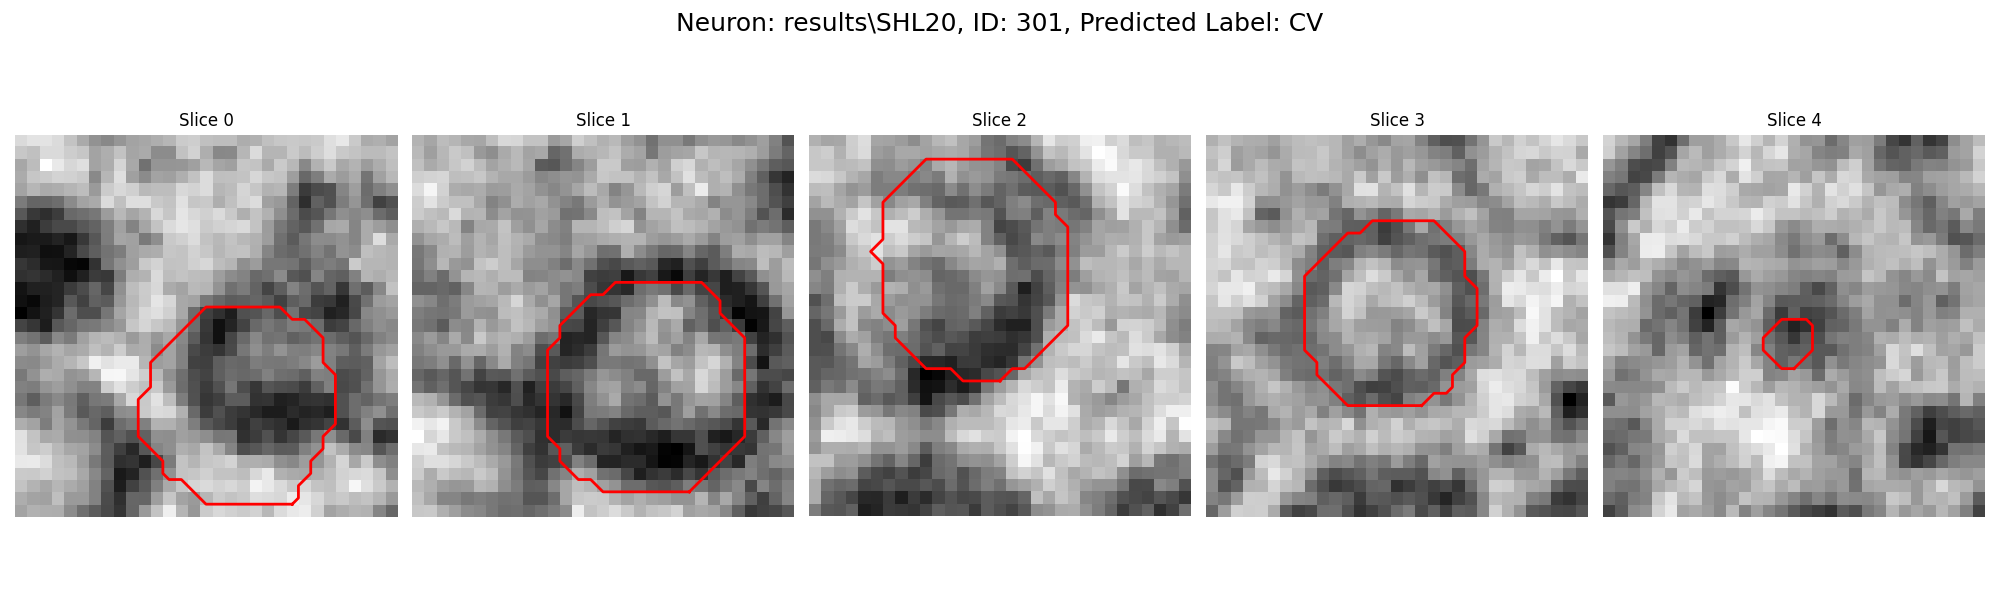 Neuron: results\SHL20, ID: 301, Predicted Label: CV
Slice 0
Slice 1
Slice 2
Slice 3
Slice 4